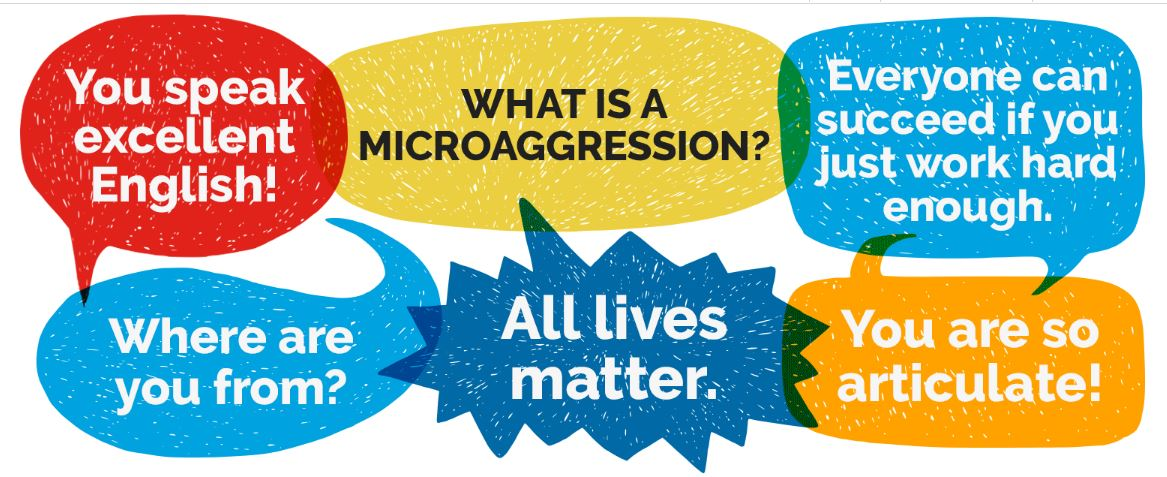 You speak
excellent
English!
WHAT IS A
MICROAGGRESSION?
Everyone can
succeed if you
just work hard
enough.
Where are
you from?
All lives
matter.
You are so
articulate!